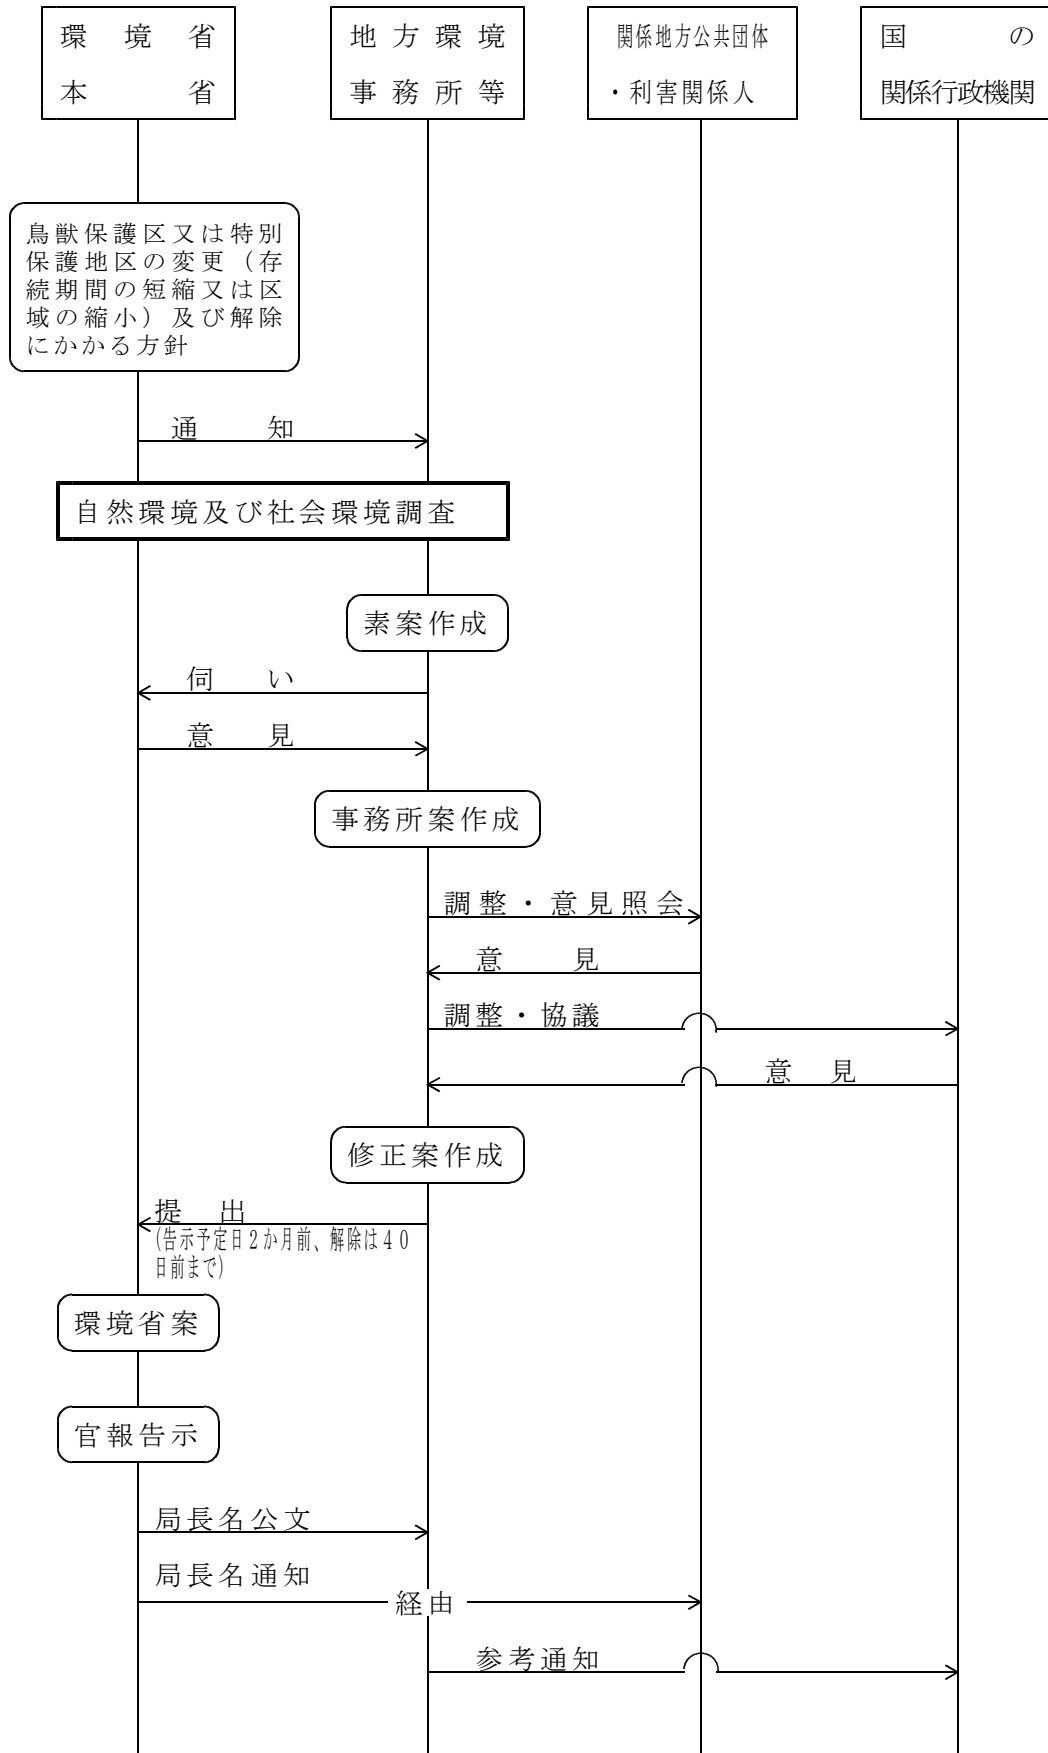 環境省
本省
地方環境
事務所等
関係地方公共団体
・利害関係人
国の
関係行政機関
鳥獣保護区又は特別
保護地区の変更（存
続期間の短縮又は区
域の縮小）及び解除
にかかる方針
通知
自然環境及び社会環境調査
素案作成
伺い
意見
事務所案作成
調整・意見照会
意見
調整・協議
意見
修正案作成
提出
(告示予定日２か月前、解除は４０
日前まで)
環境省案
官報告示
局長名公文
局長名通知
経由
参考通知